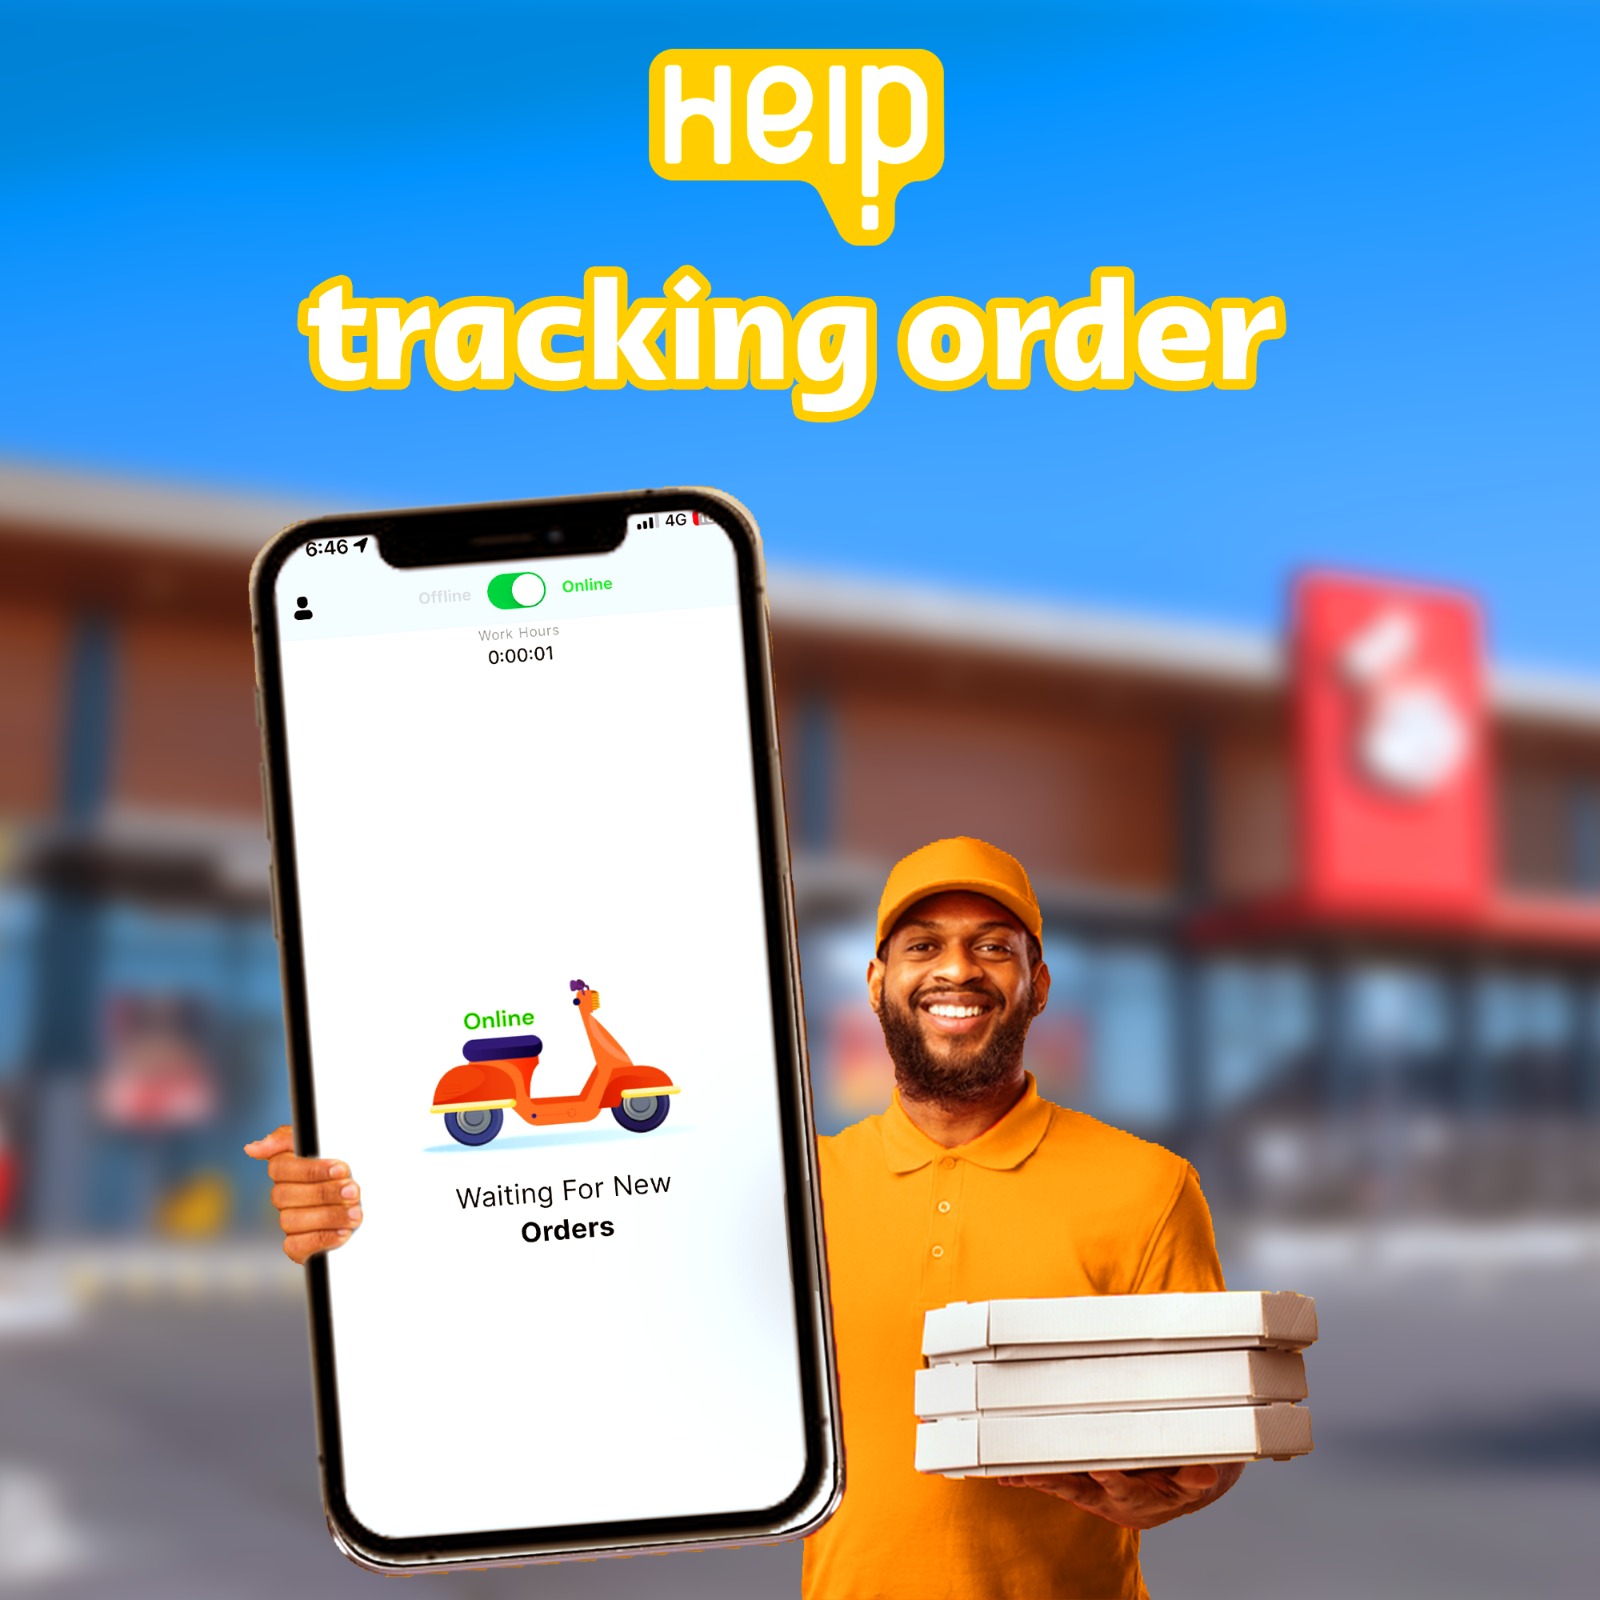 Help
tracking order
6:46
4G
Offline Online
Work Hours
0:00:01
Online
Waiting For New
Orders